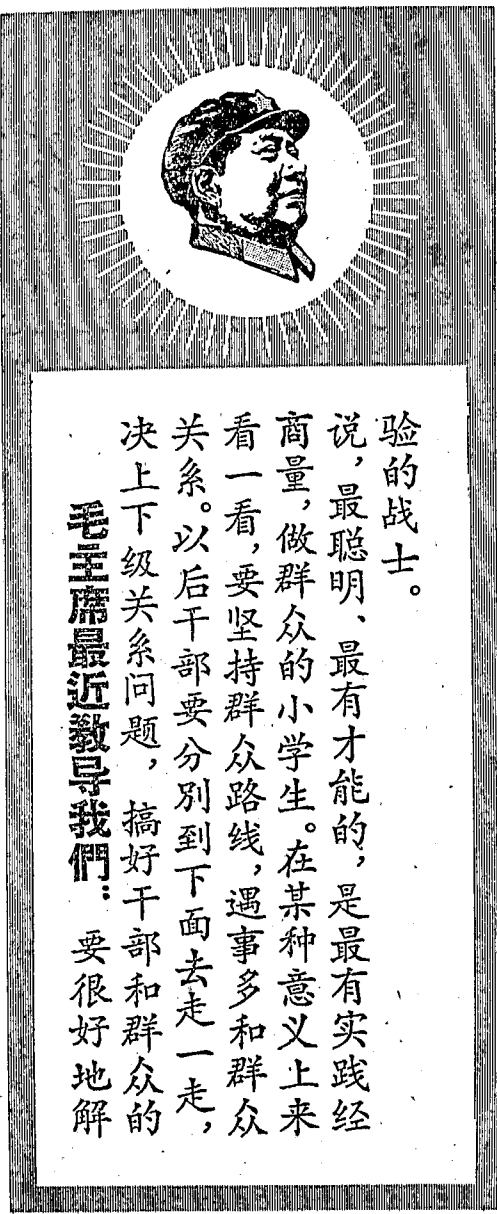 毛主席最近教导我們：要很好地解
决上下级关系问题，搞好干部和群众的
关系。以后干部要分别到下面去走一走，
看一看，要坚持群众路线，遇事多和群众
商量，做群众的小学生。在某种意义上来
说，最聪明、最有才能的，是最有实践经
验的战士。